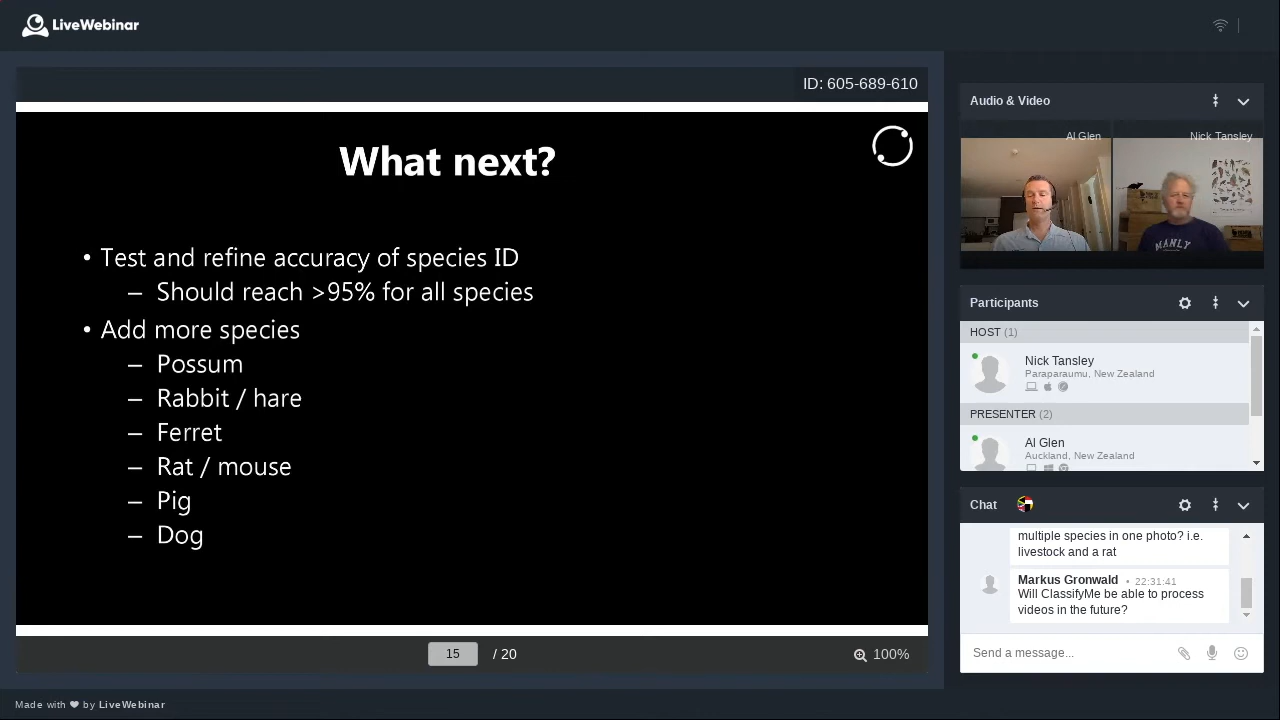 LiveWebinar
ID: 605-689-610
What next?
• Test and refine accuracy of species ID
– Should reach >95% for all species
• Add more species
– Possum
– Rabbit / hare
– Ferret
– Rat / mouse
– Pig
– Dog
15 / 20
100%
Audio & Video
Al Glen
Nick Tansley
MANLY
Participants
HOST (1)
Nick Tansley
Paraparaumu, New Zealand
PRESENTER (2)
Al Glen
Auckland, New Zealand
Chat
multiple species in one photo? i.e.
livestock and a rat
Markus Gronwald • 22:31:41
Will ClassifyMe be able to process
videos in the future?
Send a message...
Made with ❤ by LiveWebinar